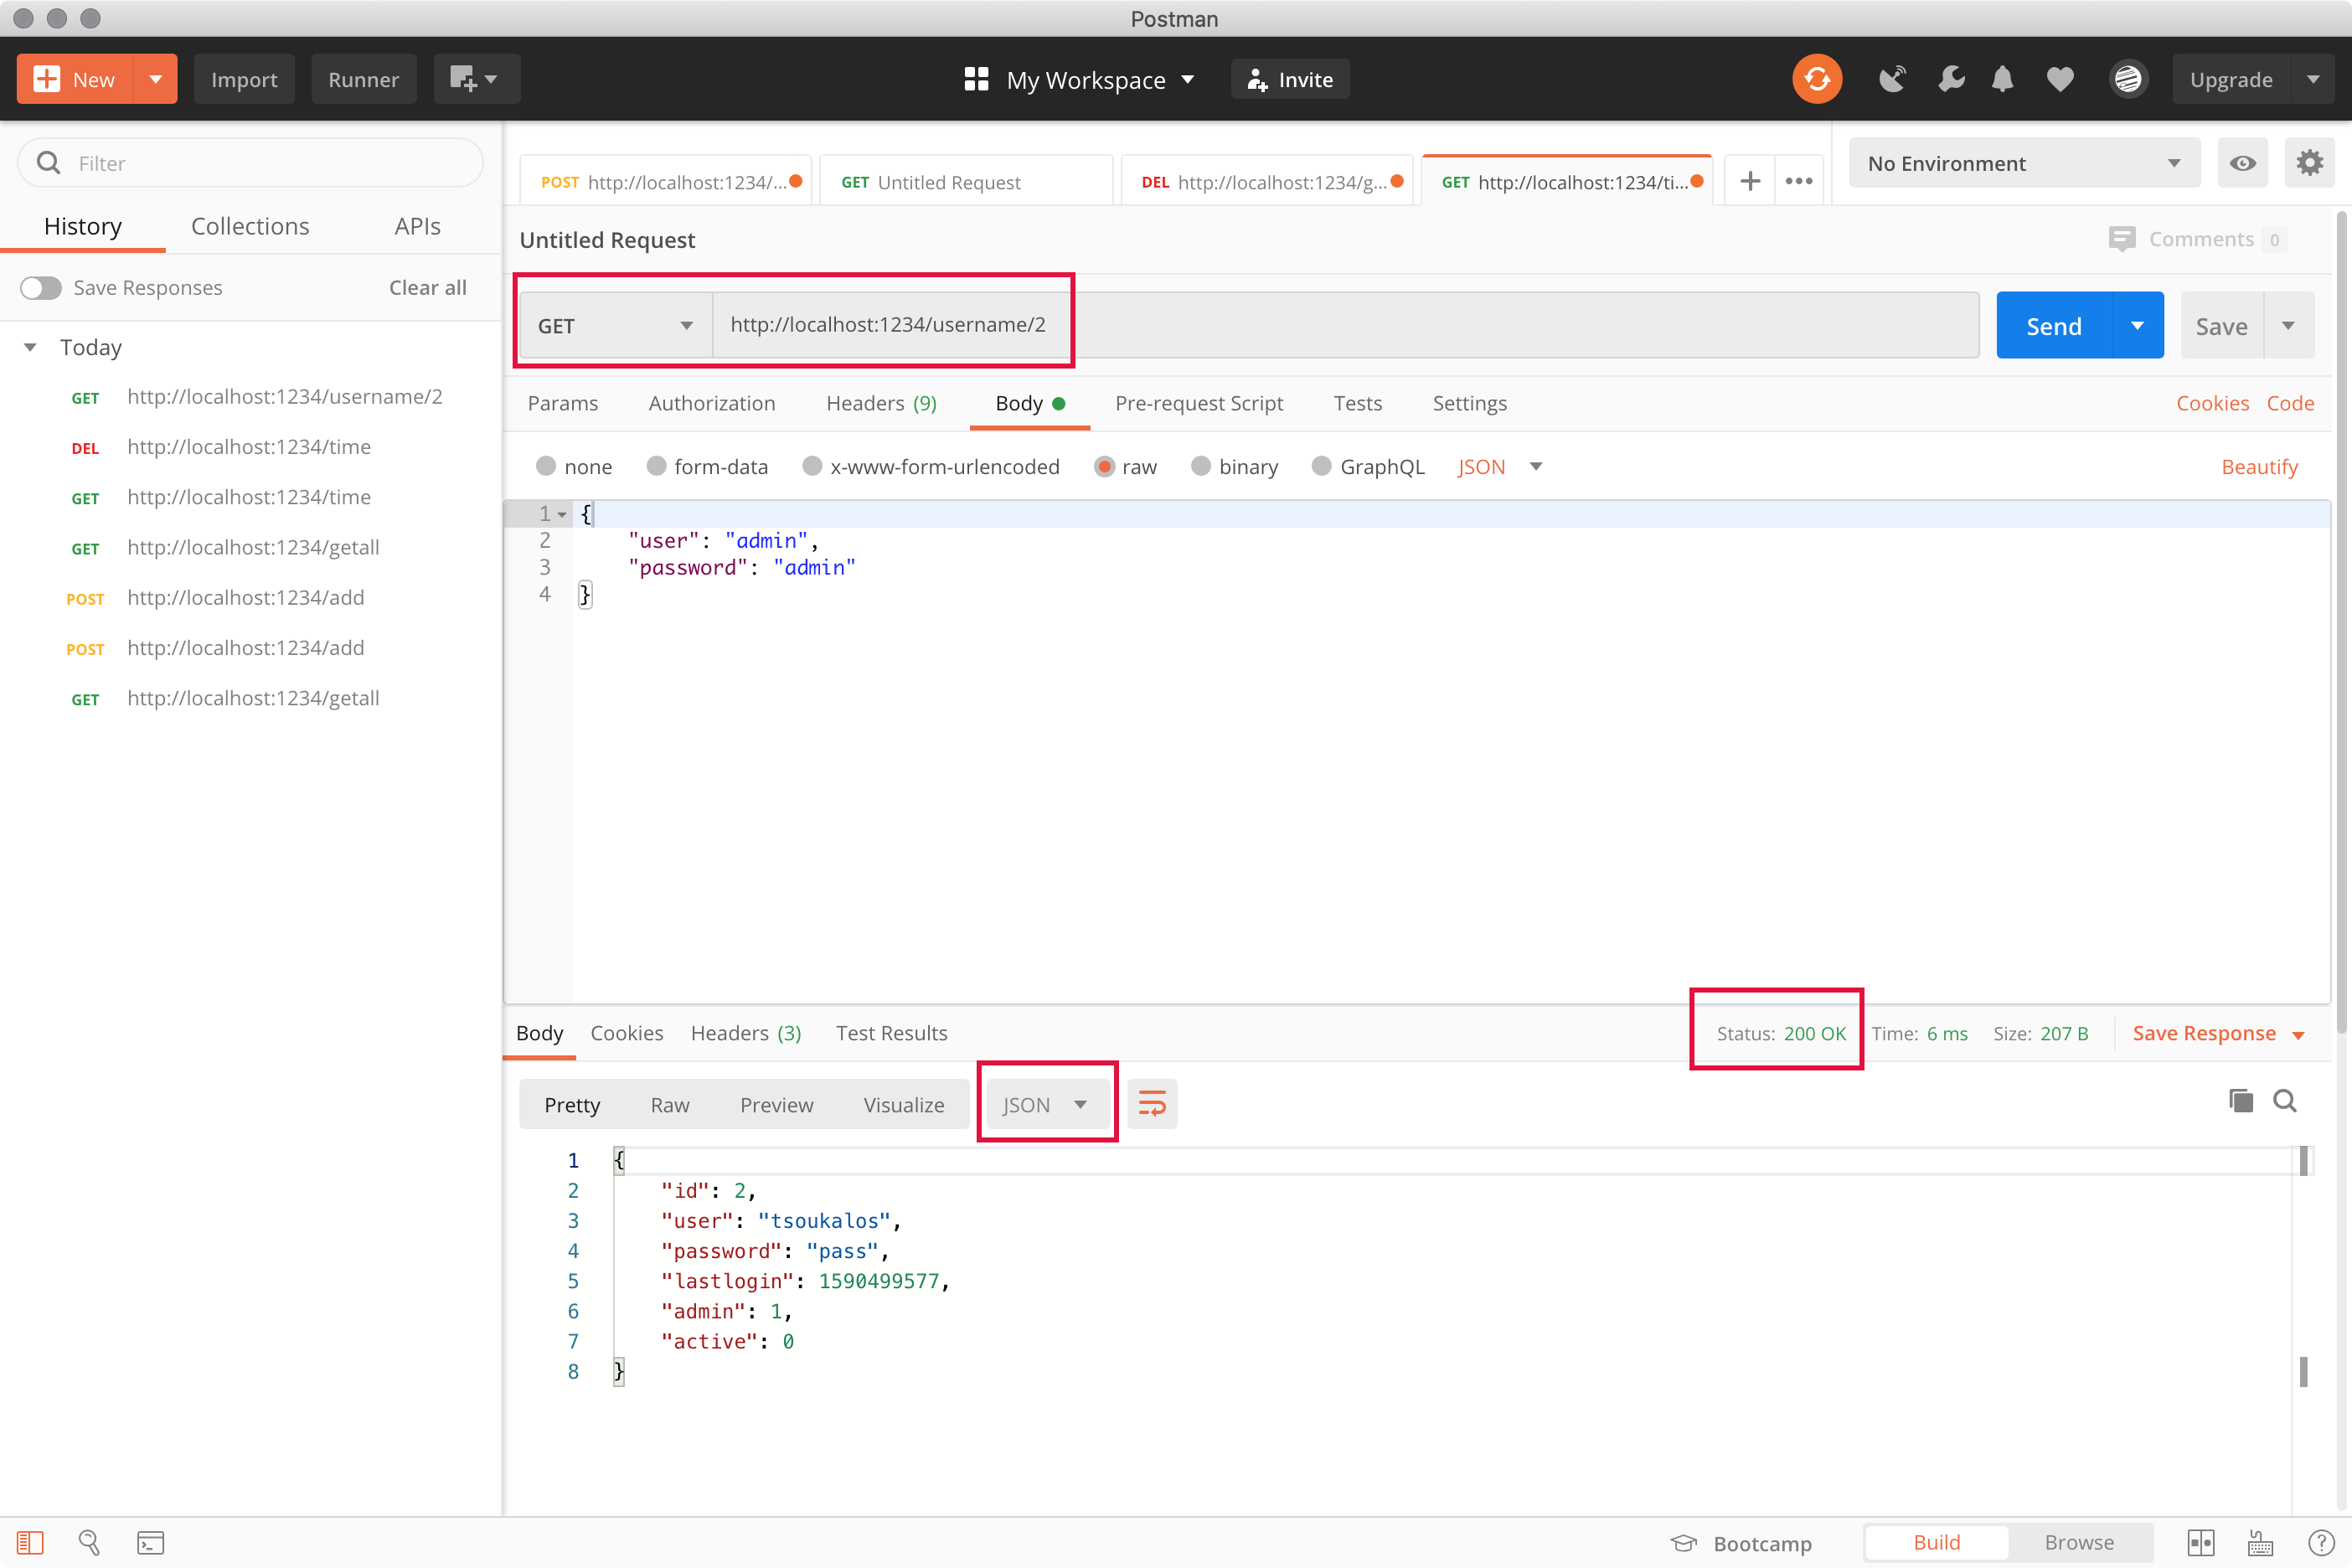 Postman
New Import Runner My Workspace Invite Upgrade
Filter
History Collections APIs
Save Responses Clear all
Today
GET http://localhost:1234/username/2
DEL http://localhost:1234/time
GET http://localhost:1234/time
GET http://localhost:1234/getall
POST http://localhost:1234/add
POST http://localhost:1234/add
GET http://localhost:1234/getall
POST http://localhost:1234/... GET Untitled Request DEL http://localhost:1234/g... GET http://localhost:1234/ti... + ••• No Environment
Untitled Request Comments 0
GET http://localhost:1234/username/2 Send Save
Params Authorization Headers (9) Body Pre-request Script Tests Settings Cookies Code
none form-data x-www-form-urlencoded raw binary GraphQL JSON Beautify
1 {
2 "user": "admin",
3 "password": "admin"
4 }
Body Cookies Headers (3) Test Results Status: 200 OK Time: 6 ms Size: 207 B Save Response
Pretty Raw Preview Visualize JSON
1 {
2 "id": 2,
3 "user": "tsoukalos",
4 "password": "pass",
5 "lastlogin": 1590499577,
6 "admin": 1,
7 "active": 0
8 }
Bootcamp Build Browse ?